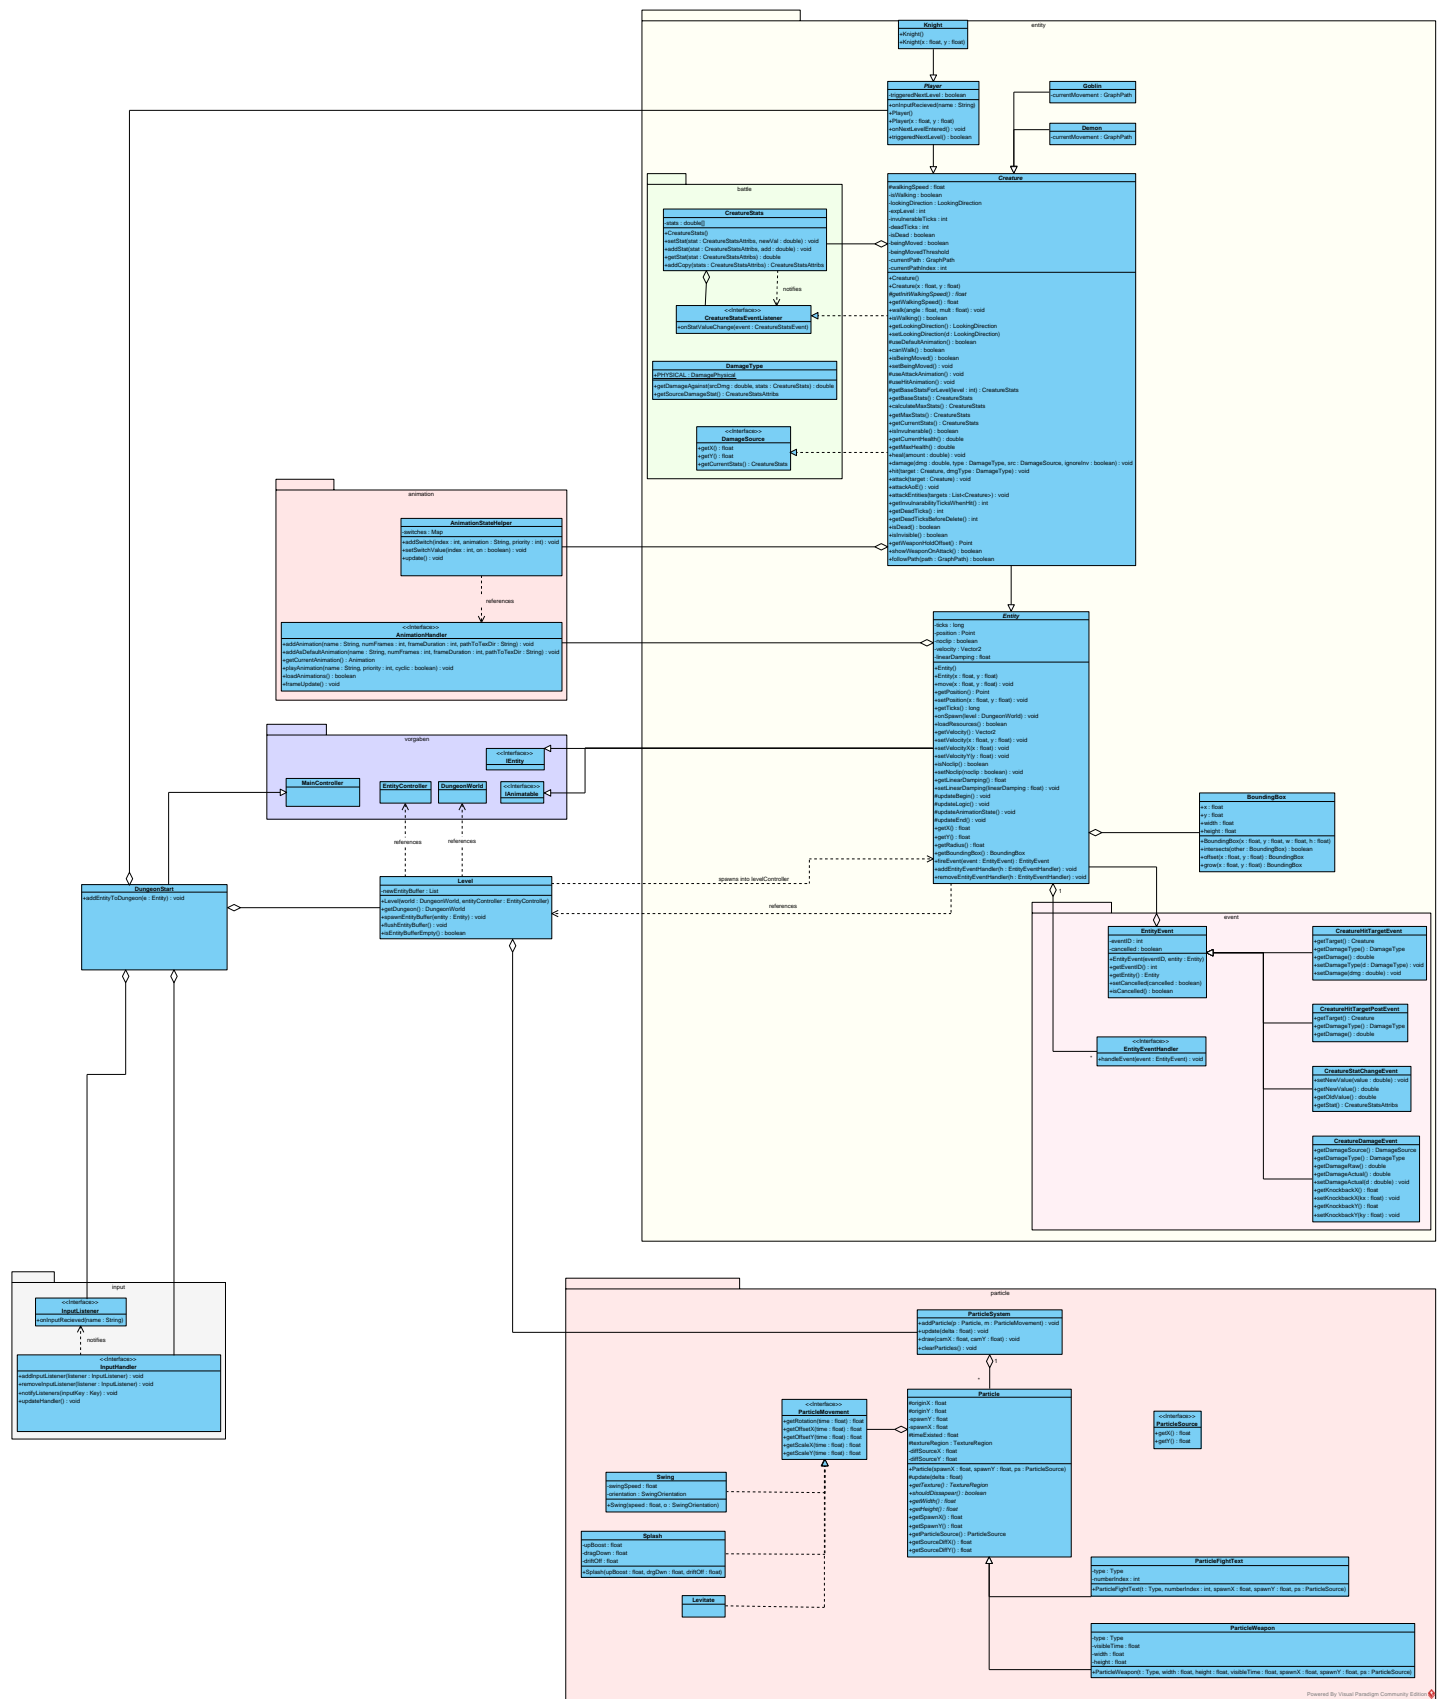 entity
Knight
+Knight()
+Knight(x : float, y : float)
Player
-triggeredNextLevel : boolean
+onInputRecieved(name : String)
+Player()
+Player(x : float, y : float)
+onNextLevelEntered() : void
+triggeredNextLevel() : boolean
Goblin
-currentMovement : GraphPath
Demon
-currentMovement : GraphPath
Creature
#walkingSpeed : float
-isWalking : boolean
-lookingDirection : LookingDirection
-expLevel : int
-invulnerableTicks : int
-deadTicks : int
-isDead : boolean
-beingMoved : boolean
-beingMovedThreshold
-currentPath : GraphPath
-currentPathIndex : int
+Creature()
+Creature(x : float, y : float)
#getInitWalkingSpeed() : float
+getWalkingSpeed() : float
+walk(angle : float, mult : float) : void
+isWalking() : boolean
+getLookingDirection() : LookingDirection
+setLookingDirection(d : LookingDirection)
#useDefaultAnimation() : boolean
+canWalk() : boolean
+isBeingMoved() : boolean
+setBeingMoved() : void
#useAttackAnimation() : void
#useHitAnimation() : void
#getBaseStatsForLevel(level : int) : CreatureStats
+getBaseStats() : CreatureStats
+calculateMaxStats() : CreatureStats
+getMaxStats() : CreatureStats
+getCurrentStats() : CreatureStats
+isInvulnerable() : boolean
+getCurrentHealth() : double
+getMaxHealth() : double
+heal(amount : double) : void
+damage(dmg : double, type : DamageType, src : DamageSource, ignoreInv : boolean) : void
+hit(target : Creature, dmgType : DamageType) : void
+attack(target : Creature) : void
+attackAoE() : void
+attackEntities(targets : List<Creature>) : void
+getInvulnarabilityTicksWhenHit() : int
+getDeadTicks() : int
+getDeadTicksBeforeDelete() : int
+isDead() : boolean
+isInvisible() : boolean
+getWeaponHoldOffset() : Point
+showWeaponOnAttack() : boolean
+followPath(path : GraphPath) : boolean
battle
CreatureStats
-stats : double[]
+CreatureStats()
+setStat(stat : CreatureStatsAttribs, newVal : double) : void
+addStat(stat : CreatureStatsAttribs, add : double) : void
+getStat(stat : CreatureStatsAttribs) : double
+addCopy(stats : CreatureStatsAttribs) : CreatureStatsAttribs
notifies
<<Interface>>
CreatureStatsEventListener
+onStatValueChange(event : CreatureStatsEvent)
DamageType
+PHYSICAL : DamagePhysical
+getDamageAgainst(srcDmg : double, stats : CreatureStats) : double
+getSourceDamageStat() : CreatureStatsAttribs
<<Interface>>
DamageSource
+getX() : float
+getY() : float
+getCurrentStats() : CreatureStats
animation
AnimationStateHelper
-switches : Map
+addSwitch(index : int, animation : String, priority : int) : void
+setSwitchValue(index : int, on : boolean) : void
+update() : void
references
<<Interface>>
AnimationHandler
+addAnimation(name : String, numFrames : int, frameDuration : int, pathToTexDir : String) : void
+addAsDefaultAnimation(name : String, numFrames : int, frameDuration : int, pathToTexDir : String) : void
+getCurrentAnimation() : Animation
+playAnimation(name : String, priority : int, cyclic : boolean) : void
+loadAnimations() : boolean
+frameUpdate() : void
Entity
-ticks : long
-position : Point
-noclip : boolean
-velocity : Vector2
-linearDamping : float
+Entity()
+Entity(x : float, y : float)
+move(x : float, y : float) : void
+getPosition() : Point
+setPosition(x : float, y : float) : void
+getTicks() : long
+onSpawn(level : DungeonWorld) : void
+loadResources() : boolean
+getVelocity() : Vector2
+setVelocity(x : float, y : float) : void
+setVelocityX(x : float) : void
+setVelocityY(y : float) : void
+isNoclip() : boolean
+setNoclip(noclip : boolean) : void
+getLinearDamping() : float
+setLinearDamping(linearDamping : float) : void
#updateBegin() : void
#updateLogic() : void
#updateAnimationState() : void
#updateEnd() : void
+getX() : float
+getY() : float
+getRadius() : float
+getBoundingBox() : BoundingBox
+fireEvent(event : EntityEvent) : EntityEvent
+addEntityEventHandler(h : EntityEventHandler) : void
+removeEntityEventHandler(h : EntityEventHandler) : void
vorgaben
<<Interface>>
IEntity
MainController
EntityController
DungeonWorld
<<Interface>>
IAnimatable
references
references
BoundingBox
+x : float
+y : float
+width : float
+height : float
+BoundingBox(x : float, y : float, w : float, h : float)
+intersects(other : BoundingBox) : boolean
+offset(x : float, y : float) : BoundingBox
+grow(x : float, y : float) : BoundingBox
spawns into levelController
references
DungeonStart
+addEntityToDungeon(e : Entity) : void
Level
-newEntityBuffer : List
+Level(world : DungeonWorld, entityController : EntityController)
+getDungeon() : DungeonWorld
+spawnEntityBuffer(entity : Entity) : void
+flushEntityBuffer() : void
+isEntityBufferEmpty() : boolean
1
event
EntityEvent
-eventID : int
-cancelled : boolean
+EntityEvent(eventID, entity : Entity)
+getEventID() : int
+getEntity() : Entity
+setCancelled(cancelled : boolean)
+isCancelled() : boolean
CreatureHitTargetEvent
+getTarget() : Creature
+getDamageType() : DamageType
+getDamage() : double
+setDamageType(d : DamageType) : void
+setDamage(dmg : double) : void
CreatureHitTargetPostEvent
+getTarget() : Creature
+getDamageType() : DamageType
+getDamage() : double
<<Interface>>
EntityEventHandler
+handleEvent(event : EntityEvent) : void
*
CreatureStatChangeEvent
+setNewValue(value : double) : void
+getNewValue() : double
+getOldValue() : double
+getStat() : CreatureStatsAttribs
CreatureDamageEvent
+getDamageSource() : DamageSource
+getDamageType() : DamageType
+getDamageRaw() : double
+getDamageActual() : double
+setDamageActual(d : double) : void
+getKnockbackX() : float
+setKnockbackX(kx : float) : void
+getKnockbackY() : float
+setKnockbackY(ky : float) : void
input
<<Interface>>
InputListener
+onInputRecieved(name : String)
notifies
<<Interface>>
InputHandler
+addInputListener(listener : InputListener) : void
+removeInputListener(listener : InputListener) : void
+notifyListeners(inputKey : Key) : void
+updateHandler() : void
particle
ParticleSystem
+addParticle(p : Particle, m : ParticleMovement) : void
+update(delta : float) : void
+draw(camX : float, camY : float) : void
+clearParticles() : void
1
*
<<Interface>>
ParticleMovement
+getRotation(time : float) : float
+getOffsetX(time : float) : float
+getOffsetY(time : float) : float
+getScaleX(time : float) : float
+getScaleY(time : float) : float
Particle
#originX : float
#originY : float
-spawnY : float
-spawnX : float
#timeExisted : float
#textureRegion : TextureRegion
-diffSourceX : float
-diffSourceY : float
+Particle(spawnX : float, spawnY : float, ps : ParticleSource)
#update(delta : float)
+getTexture() : TextureRegion
+shouldDissapear() : boolean
+getWidth() : float
+getHeight() : float
+getSpawnX() : float
+getSpawnY() : float
+getParticleSource() : ParticleSource
+getSourceDiffX() : float
+getSourceDiffY() : float
<<Interface>>
ParticleSource
+getX() : float
+getY() : float
Swing
-swingSpeed : float
-orientation : SwingOrientation
+Swing(speed : float, o : SwingOrientation)
Splash
-upBoost : float
-dragDown : float
-driftOff : float
+Splash(upBoost : float, drgDwn : float, driftOff : float)
Levitate
ParticleFightText
-type : Type
-numberIndex : int
+ParticleFightText(t : Type, numberIndex : int, spawnX : float, spawnY : float, ps : ParticleSource)
ParticleWeapon
-type : Type
-visibleTime : float
-width : float
-height : float
+ParticleWeapon(t : Type, width : float, height : float, visibleTime : float, spawnX : float, spawnY : float, ps : ParticleSource)
Powered By Visual Paradigm Community Edition